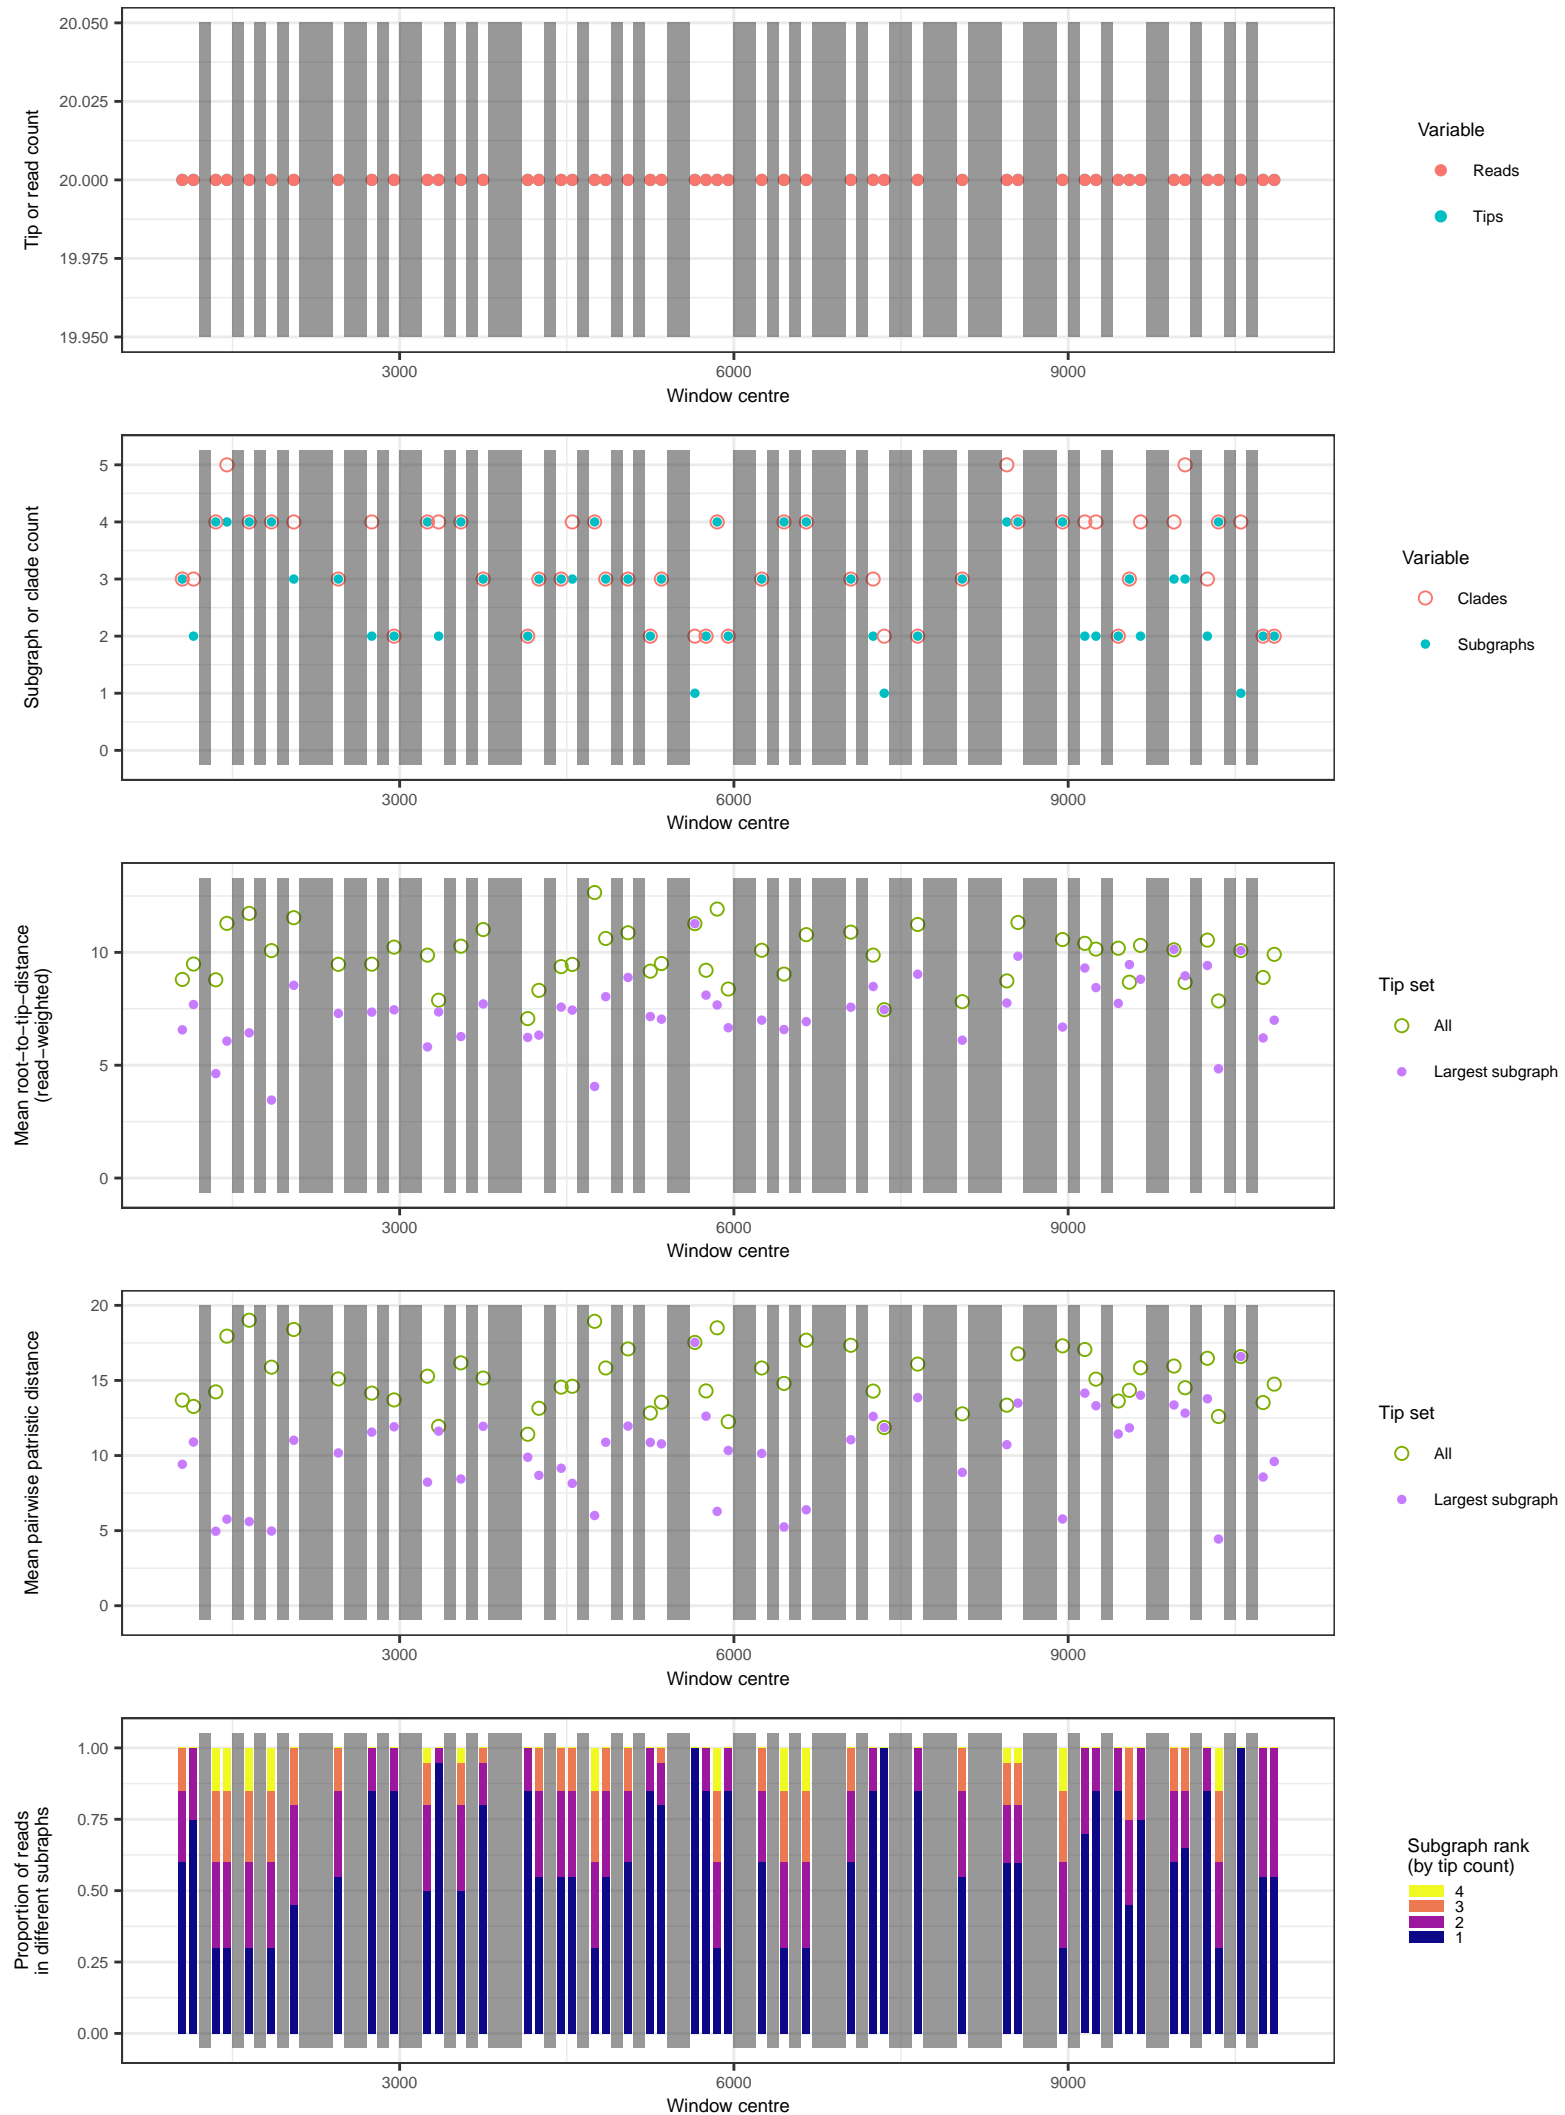 20.050
20.025
20.000
19.975
19.950
Tip or read count
3000 6000 9000
Window centre
Variable
Reads
Tips
5
4
3
2
1
0
Subgraph or clade count
3000 6000 9000
Window centre
Variable
Clades
Subgraphs
10
5
0
Mean root−to−tip−distance
(read−weighted)
3000 6000 9000
Window centre
Tip set
All
Largest subgraph
20
15
10
5
0
Mean pairwise patristic distance
3000 6000 9000
Window centre
Tip set
All
Largest subgraph
1.00
0.75
0.50
0.25
0.00
Proportion of reads
in different subraphs
3000 6000 9000
Window centre
Subgraph rank
(by tip count)
4
3
2
1